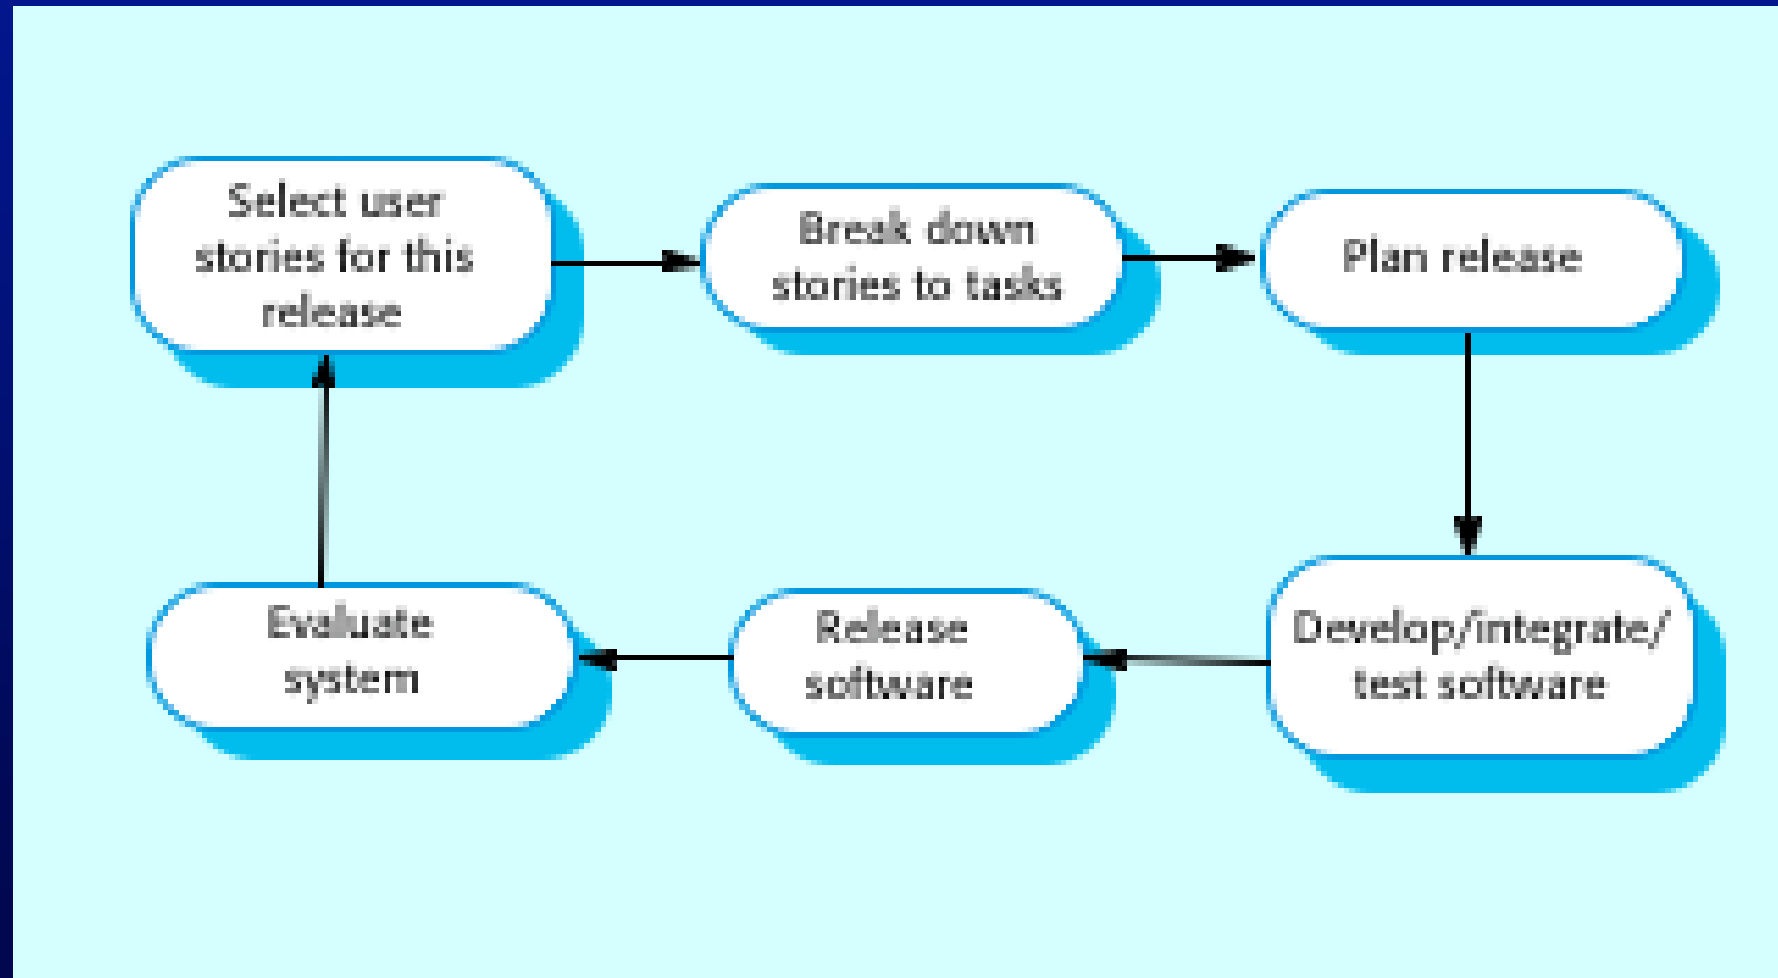 Select user
stories for this
release
Break down
stories to tasks
Plan release
Develop/integrate/
test software
Release
software
Evaluate
system